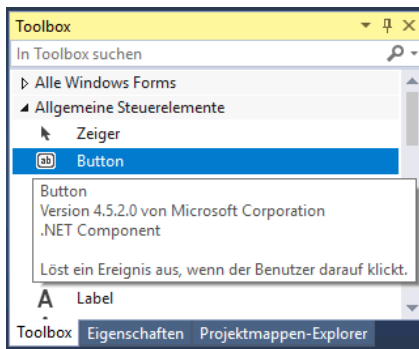 Toolbox
In Toolbox suchen
Alle Windows Forms
Allgemeine Steuerelemente
Zeiger
ab Button
Button
Version 4.5.2.0 von Microsoft Corporation
.NET Component
Löst ein Ereignis aus, wenn der Benutzer darauf klickt.
A Label
Toolbox Eigenschaften Projektmappen-Explorer